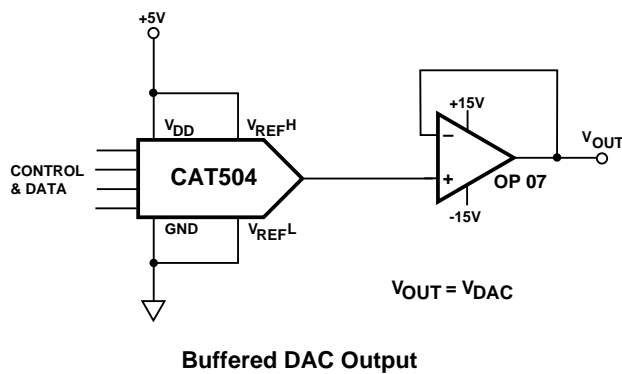 +5V
VDD
VREFH
CONTROL
& DATA
CAT504
GND
VREFL
+15V
−
+
OP 07
-15V
VOUT
VOUT = VDAC
Buffered DAC Output